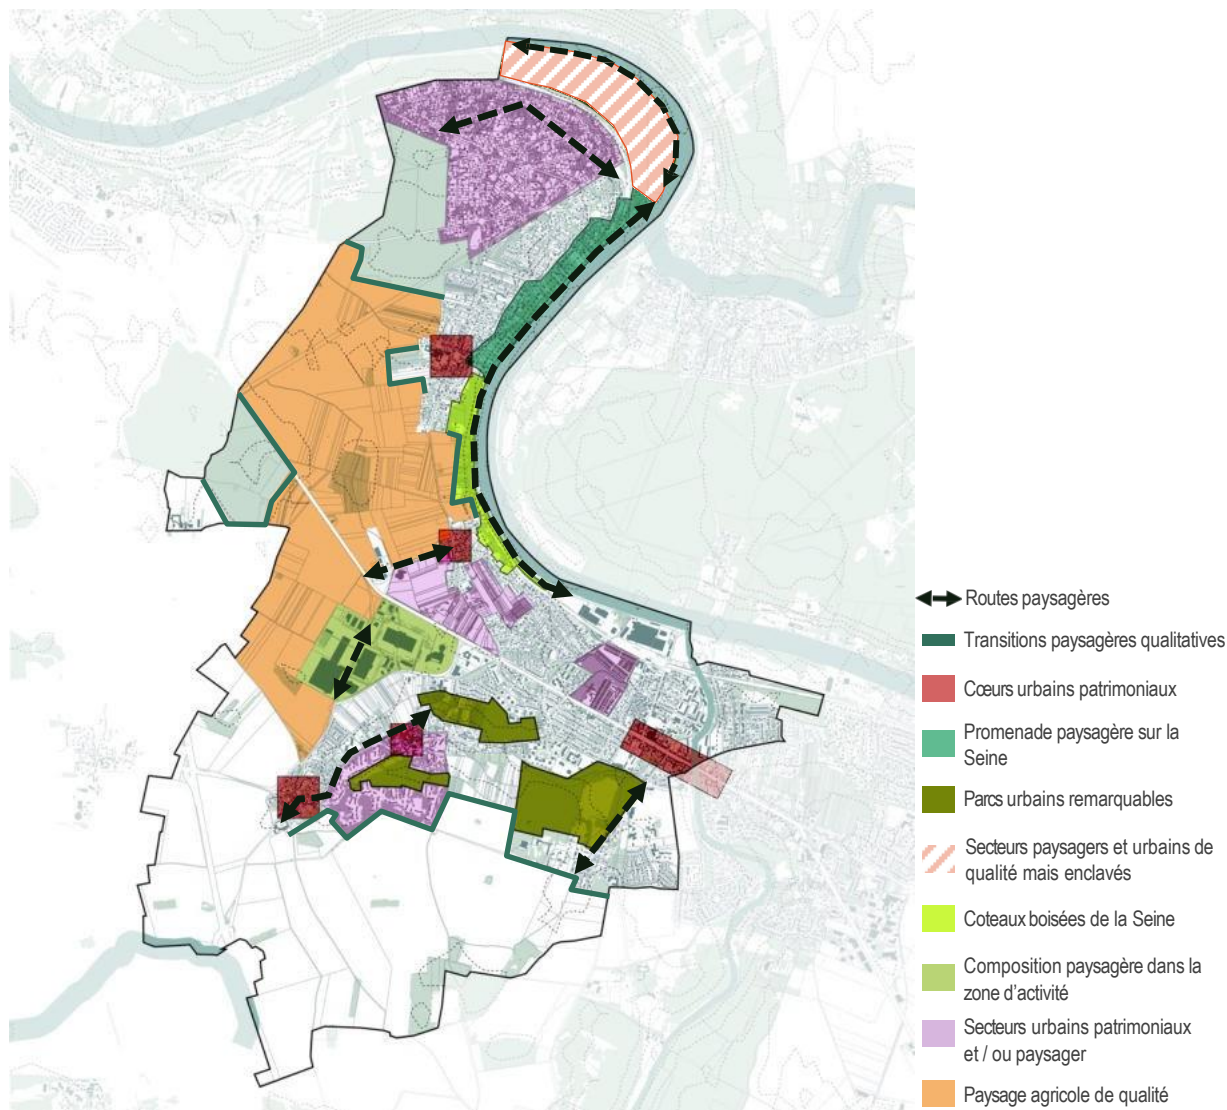 Routes paysagères
Transitions paysagères qualitatives
Cœurs urbains patrimoniaux
Promenade paysagère sur la
Seine
Parcs urbains remarquables
Secteurs paysagers et urbains de
qualité mais enclavés
Coteaux boisées de la Seine
Composition paysagère dans la
zone d'activité
Secteurs urbains patrimoniaux
et / ou paysager
Paysage agricole de qualité